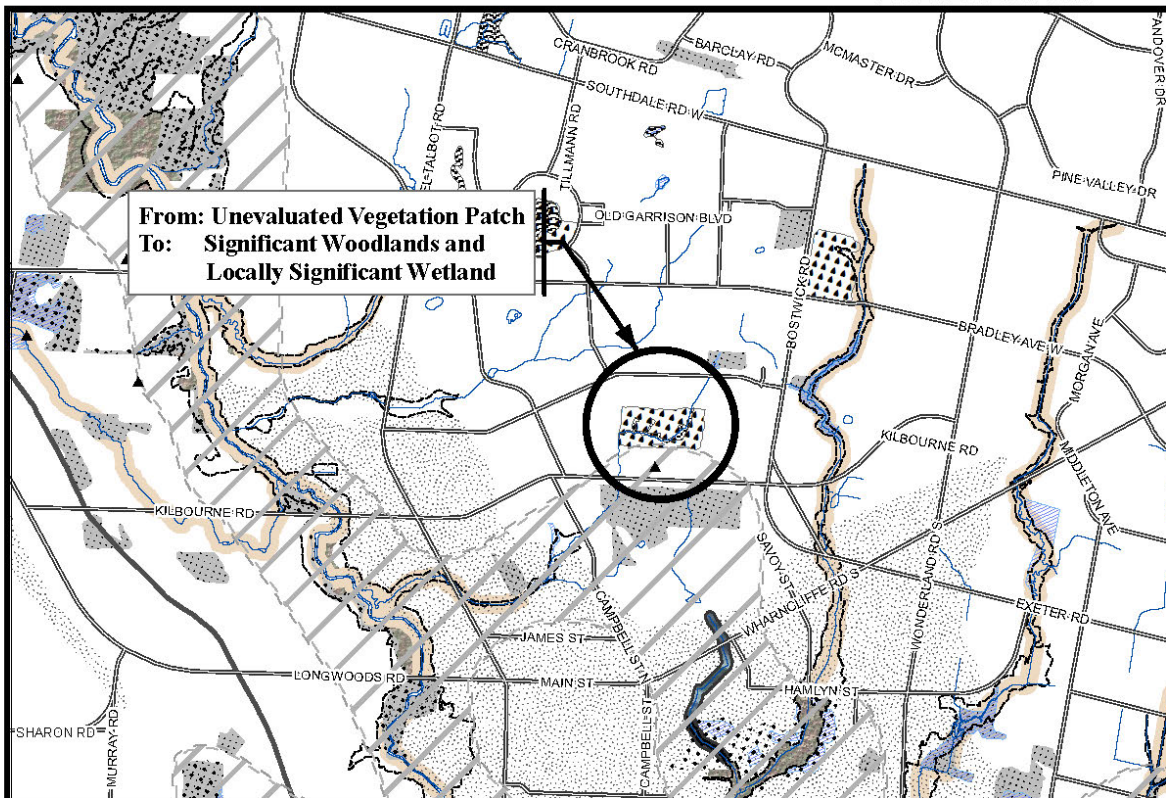 CRANBROOK RD
BARCLAY RD
MCMASTER DR
ANDOVER DR
SOUTHDALE RD W
EL-TALBOT RD
TILLMANN RD
PINE VALLEY DR
From: Unevaluated Vegetation Patch
To: Significant Woodlands and
Locally Significant Wetland
OLD GARRISON BLVD
BOSTWICK RD
BRADLEY AVE W
MORGAN AVE
KILBOURNE RD
MIDDLETON AVE
KILBOURNE RD
SAVOY ST
WHARNCLIFFE RD S
WONDERLAND RD S
EXETER RD
CAMPBELL ST N
JAMES ST
LONGWOODS RD
MAIN ST
HAMLYN ST
SHARON RD
MURRAY RD
CAMPBELL ST